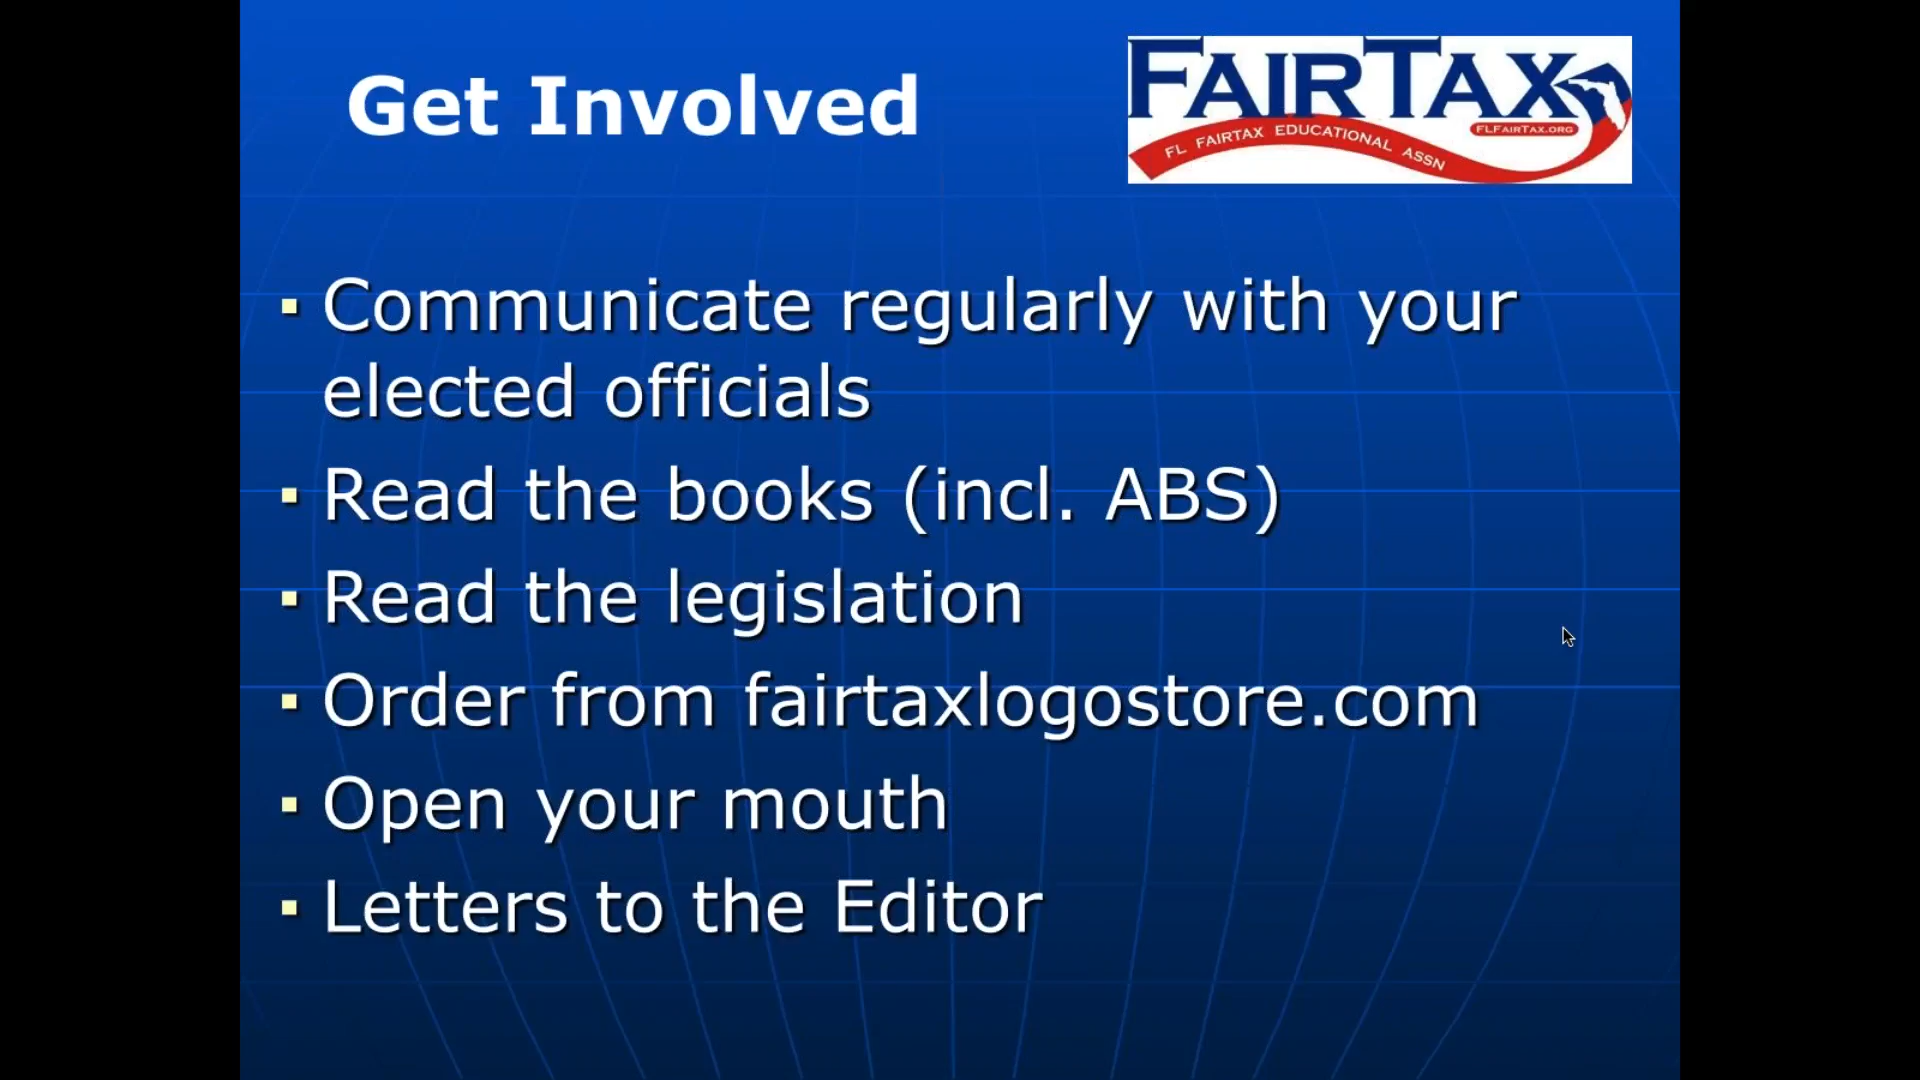 Get Involved
FAIRTAX
FLFAIRTAX.ORG
FL FAIRTAX EDUCATIONAL ASSN
Communicate regularly with your
elected officials
Read the books (incl. ABS)
Read the legislation
Order from fairtaxlogostore.com
Open your mouth
Letters to the Editor